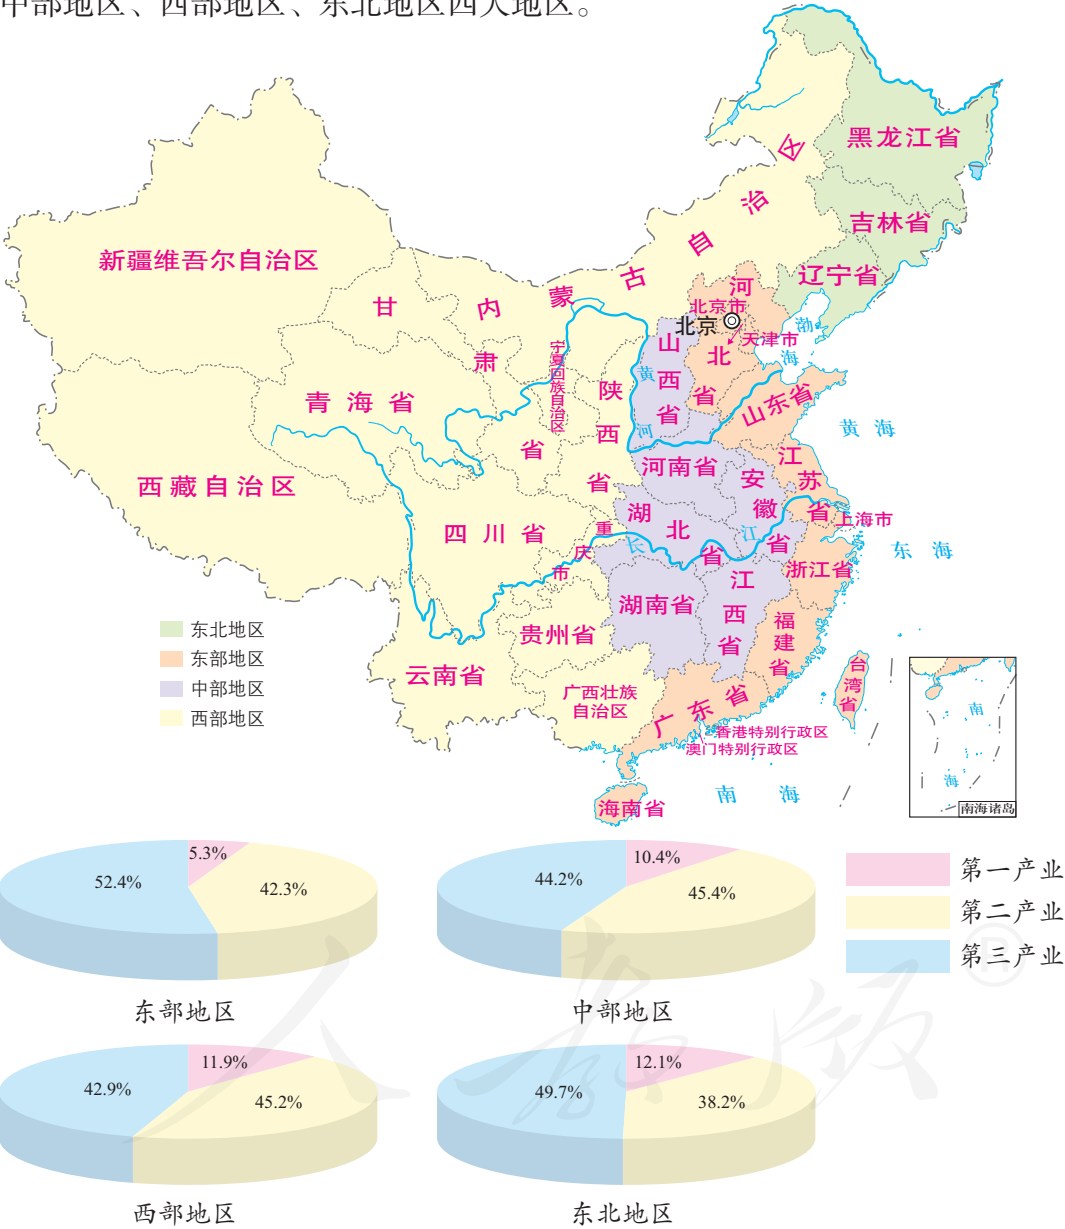 中部地区、西部地区、东北地区四大地区。
黑龙江省
吉林省
辽宁省
内蒙古自治区
新疆维吾尔自治区
甘肃省
青海省
西藏自治区
宁夏回族自治区
陕西省
山西省
河北省
北京市
北京
天津市
山东省
河南省
江苏省
安徽省
上海市
湖北省
四川省
重庆市
浙江省
江西省
湖南省
贵州省
福建省
云南省
广西壮族
自治区
广东省
台湾省
香港特别行政区
澳门特别行政区
海南省
渤海
黄海
东海
南海
黄河
长江
南海
南海诸岛
东北地区
东部地区
中部地区
西部地区
5.3%
52.4%
42.3%
东部地区
10.4%
44.2%
45.4%
中部地区
第一产业
第二产业
第三产业
11.9%
42.9%
45.2%
西部地区
12.1%
49.7%
38.2%
东北地区
人教版®